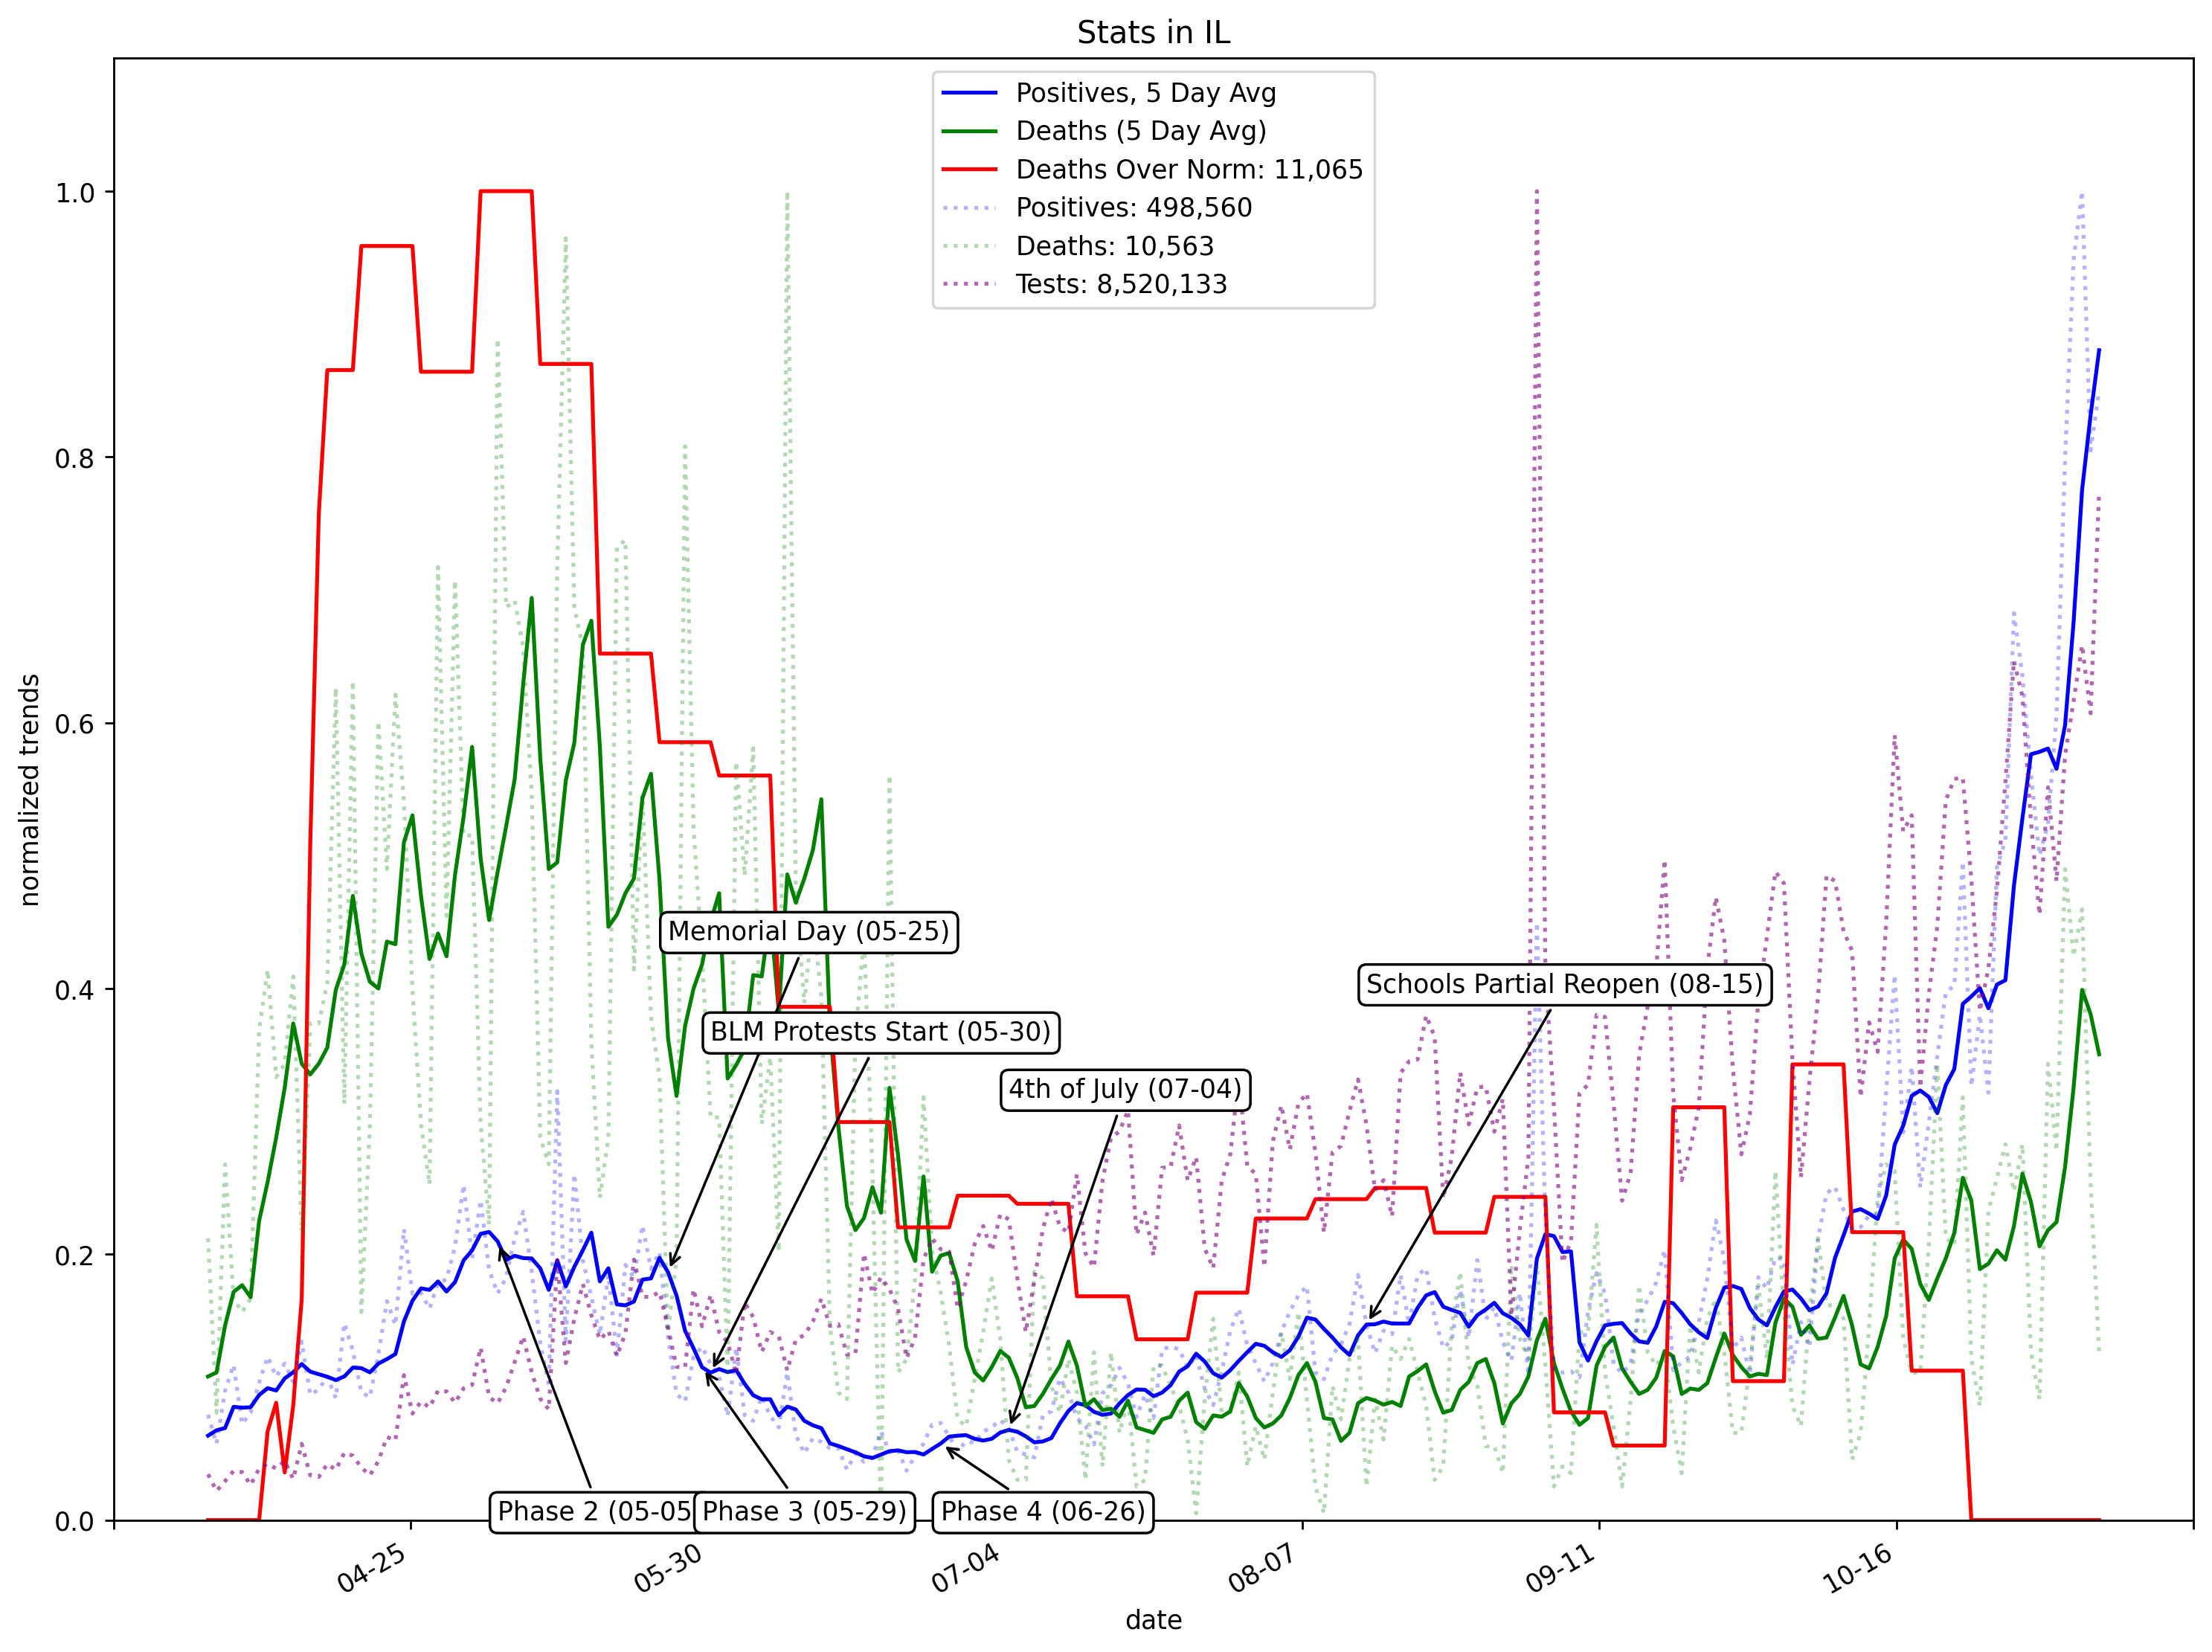 Stats in IL
Positives, 5 Day Avg
Deaths (5 Day Avg)
Deaths Over Norm: 11,065
Positives: 498,560
Deaths: 10,563
Tests: 8,520,133
1.0
0.8
0.6
0.4
0.2
0.0
normalized trends
Memorial Day (05-25)
Schools Partial Reopen (08-15)
BLM Protests Start (05-30)
4th of July (07-04)
Phase 2 (05-05
Phase 3 (05-29)
Phase 4 (06-26)
04-25
05-30
07-04
08-07
09-11
10-16
date